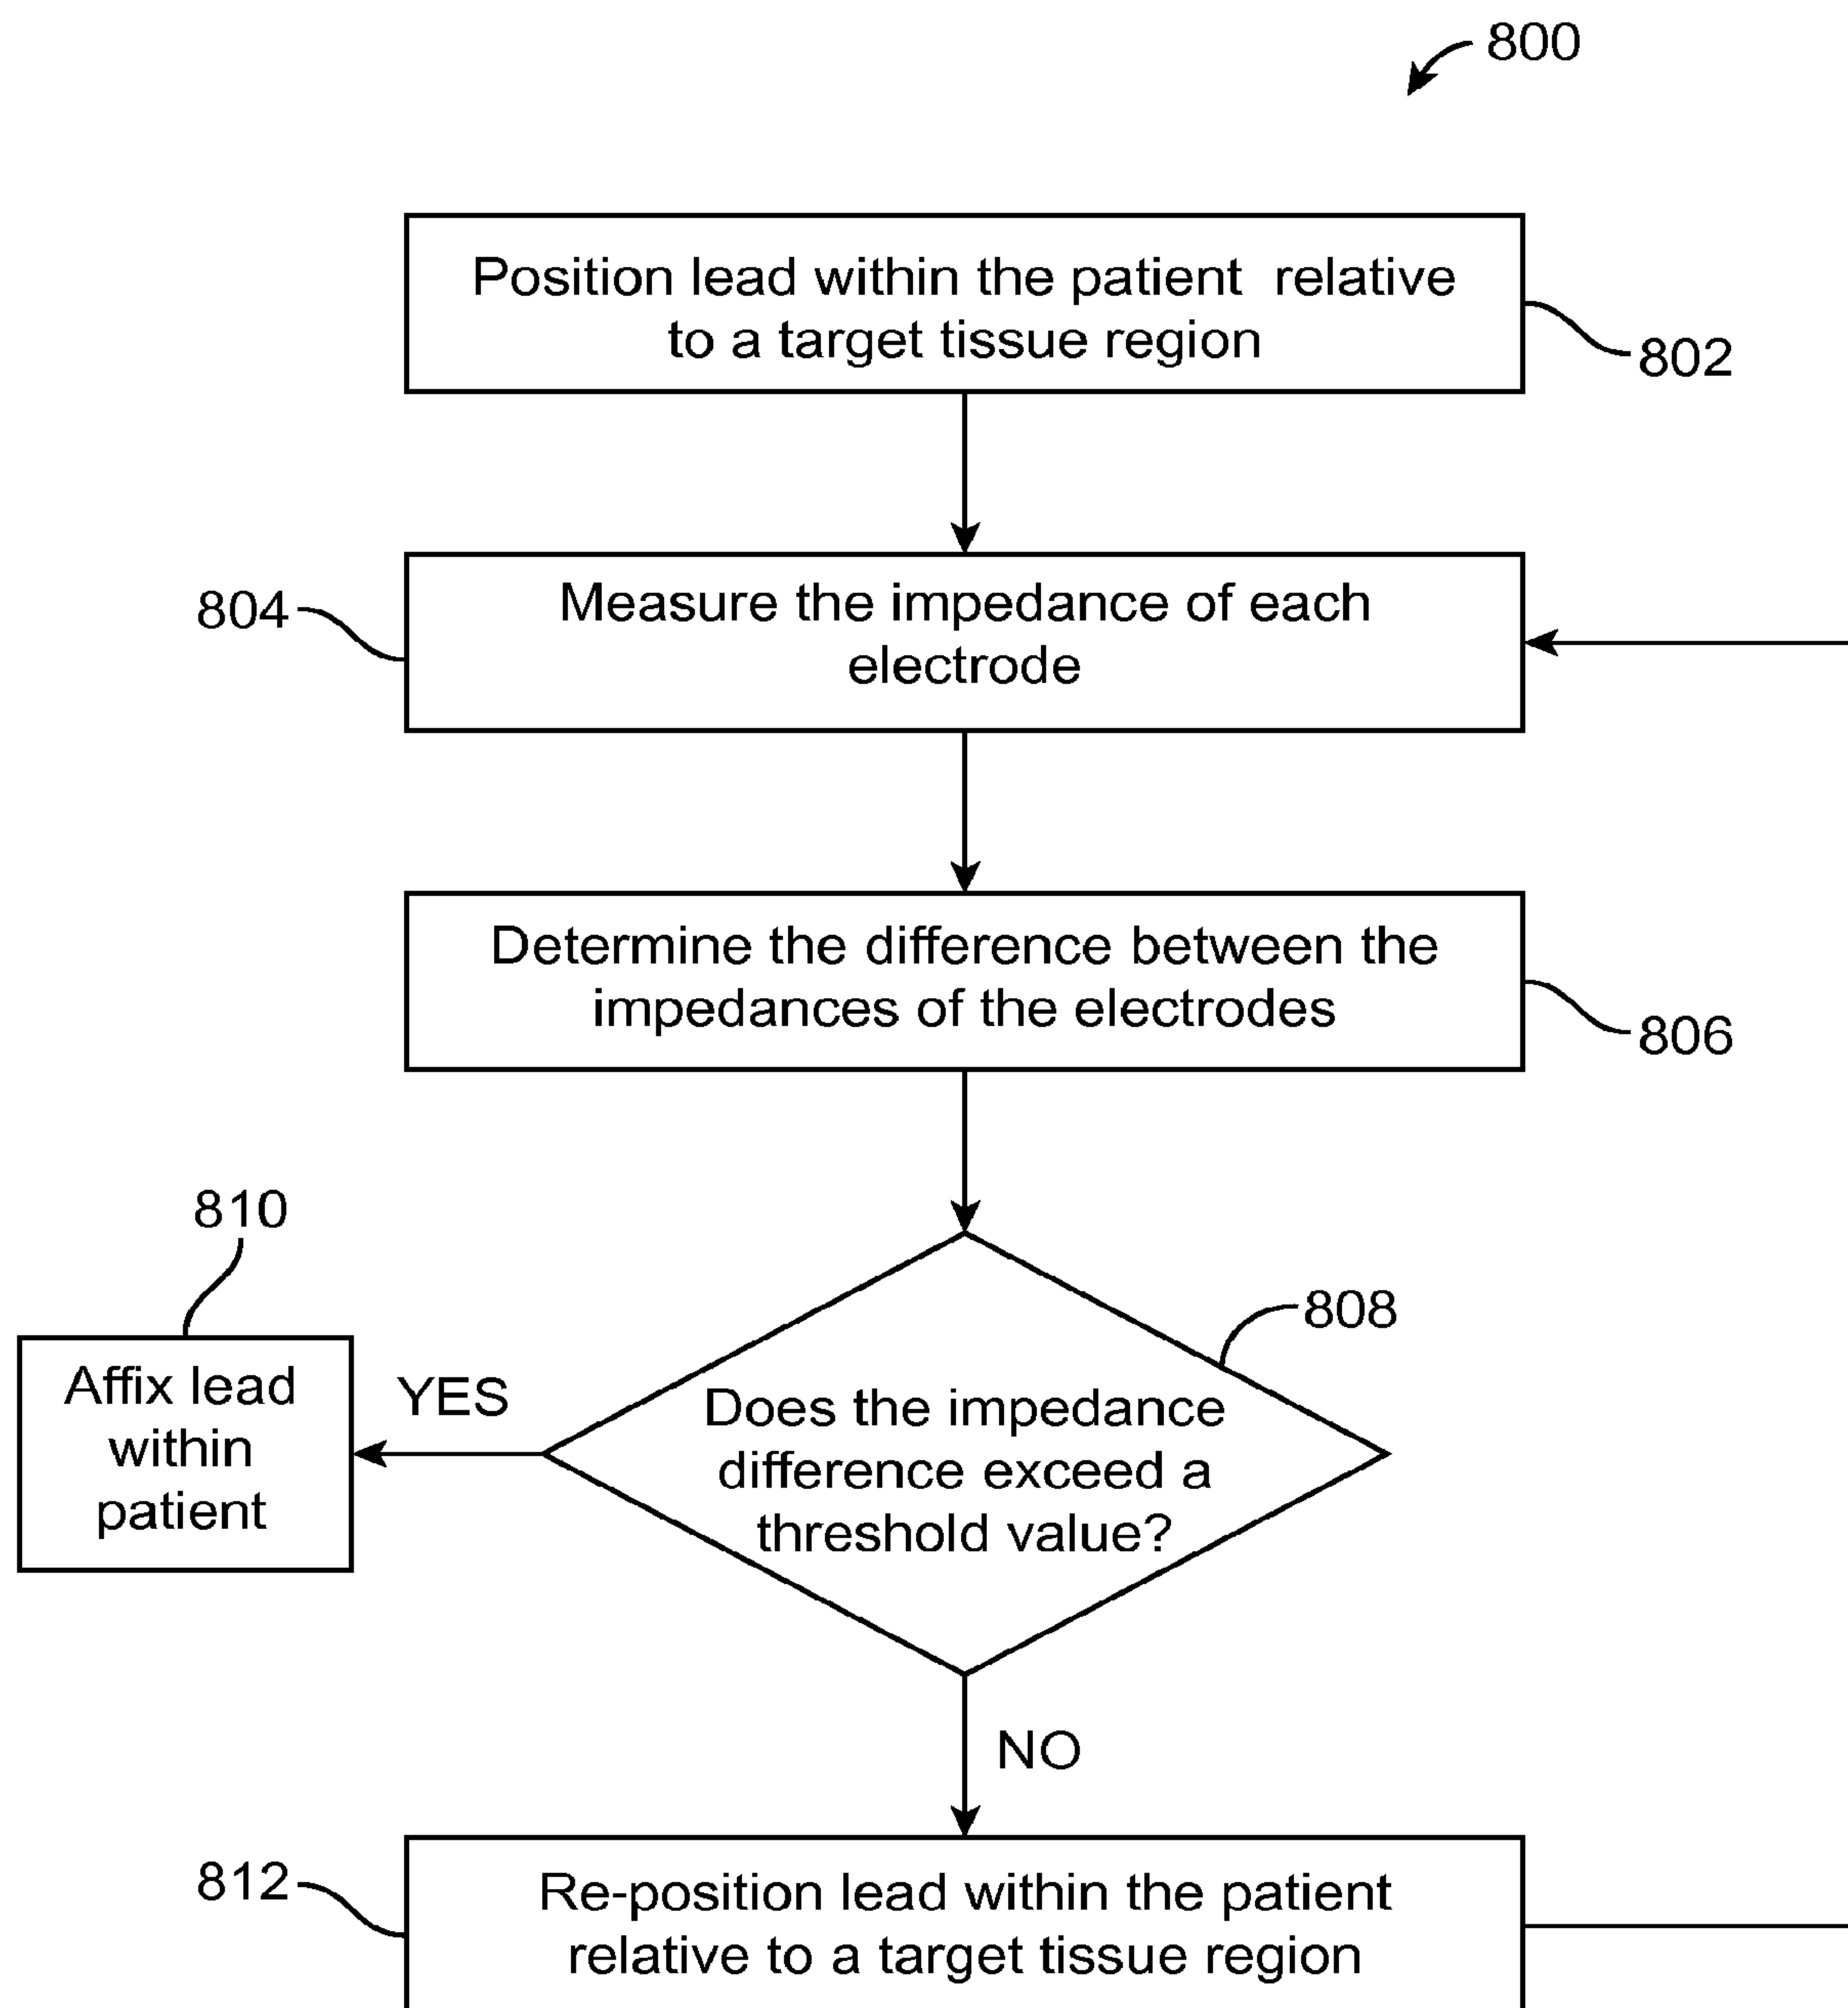 800
Position lead within the patient relative
to a target tissue region
802
804
Measure the impedance of each
electrode
Determine the difference between the
impedances of the electrodes
806
810
808
Affix lead
within
patient
YES
Does the impedance
difference exceed a
threshold value?
NO
812
Re-position lead within the patient
relative to a target tissue region